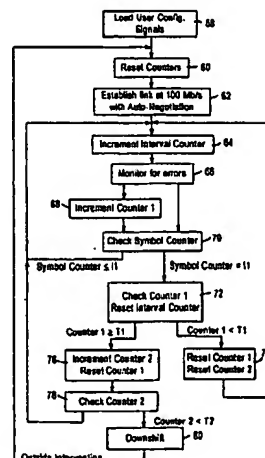 Load User Config.
Signals
58
Reset Counters
60
Establish link at 100 Mb/s
with Auto-Negotiation
62
Increment Interval Counter
64
Monitor for errors
66
68
Increment Counter 1
Check Symbol Counter
70
Symbol Counter ≤ I1
Symbol Counter = I1
Check Counter 1
Reset Interval Counter
72
Counter 1 ≥ T1
Counter 1 < T1
76
Increment Counter 2
Reset Counter 1
Reset Counter 1
Reset Counter 2
78
Check Counter 2
Counter 2 < T2
Downshift
80
Outside Intervention